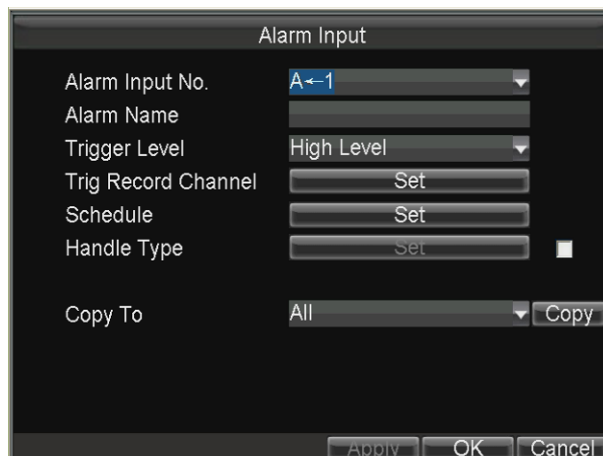 Alarm Input
Alarm Input No. A←1
Alarm Name
Trigger Level High Level
Trig Record Channel Set
Schedule Set
Handle Type Set
Copy To All Copy
Apply OK Cancel